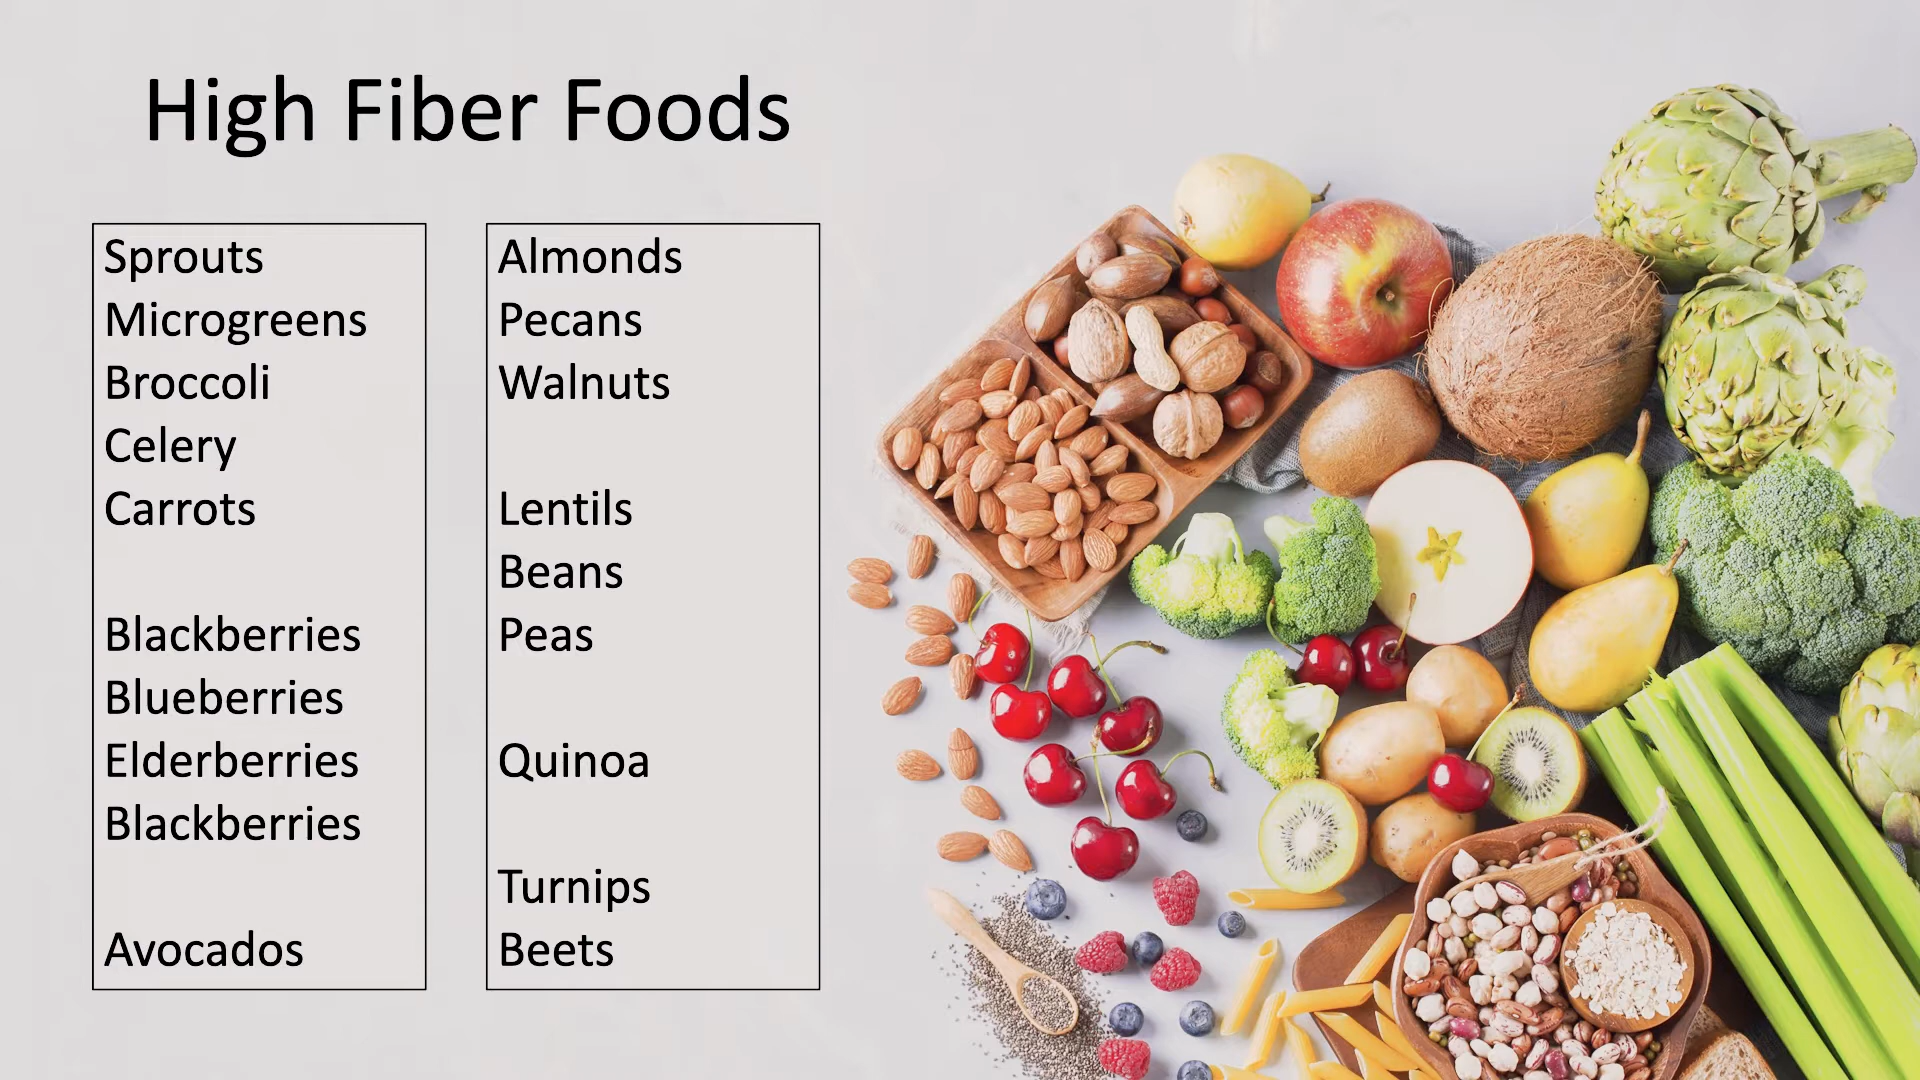 High Fiber Foods
Sprouts
Microgreens
Broccoli
Celery
Carrots
Blackberries
Blueberries
Elderberries
Blackberries
Avocados
Almonds
Pecans
Walnuts
Lentils
Beans
Peas
Quinoa
Turnips
Beets